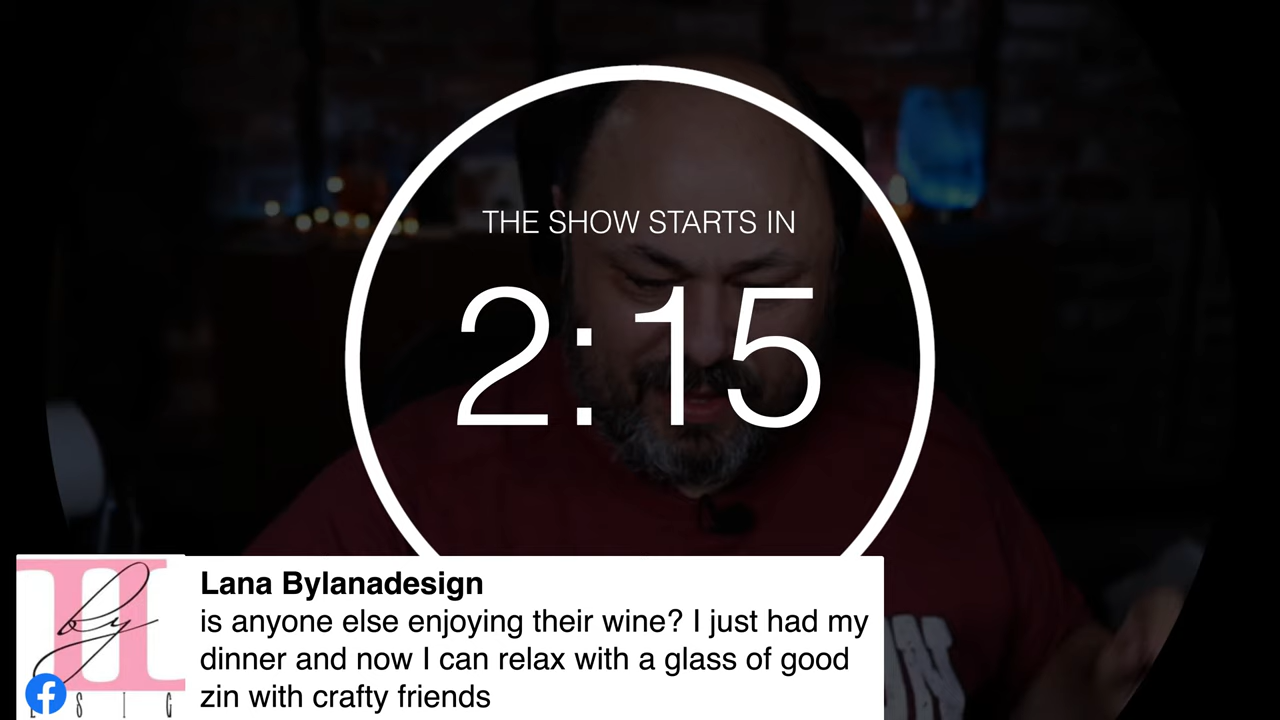 THE SHOW STARTS IN
2:15
Lana Bylanadesign
is anyone else enjoying their wine? I just had my
dinner and now I can relax with a glass of good
zin with crafty friends
by